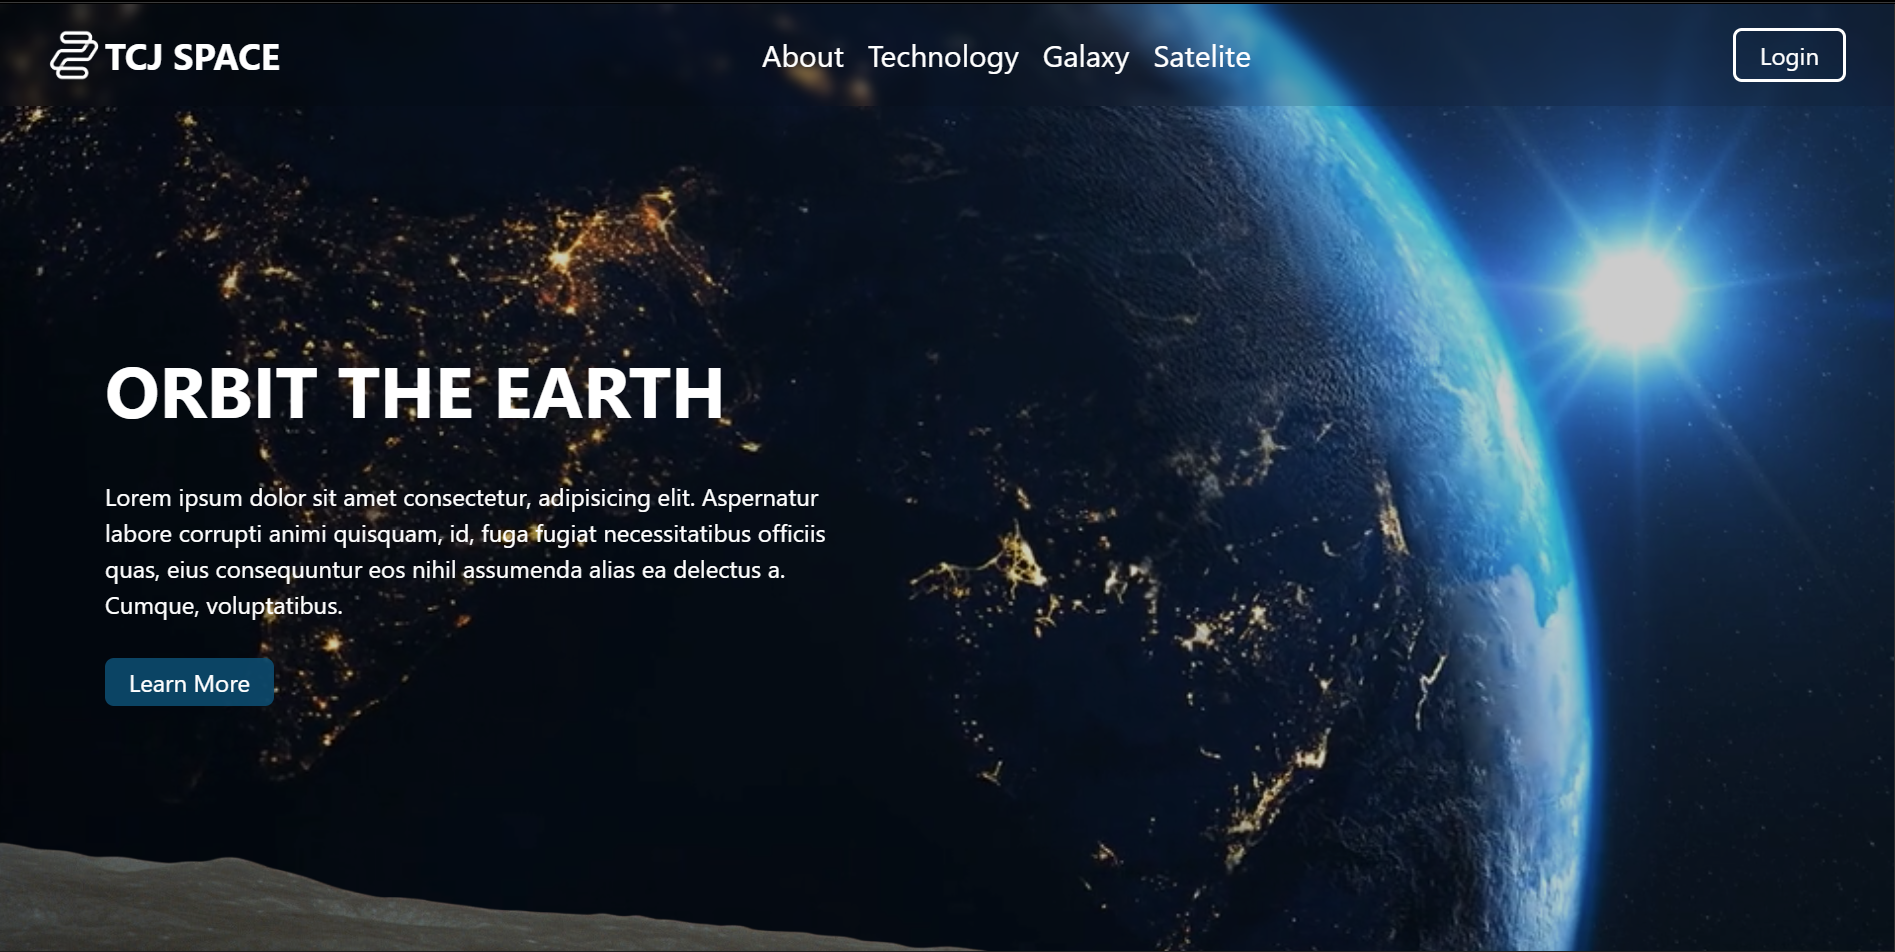 TCJ SPACE
About Technology Galaxy Satelite
Login
ORBIT THE EARTH
Lorem ipsum dolor sit amet consectetur, adipisicing elit. Aspernatur
labore corrupti animi quisquam, id, fuga fugiat necessitatibus officiis
quas, eius consequuntur eos nihil assumenda alias ea delectus a.
Cumque, voluptatibus.
Learn More